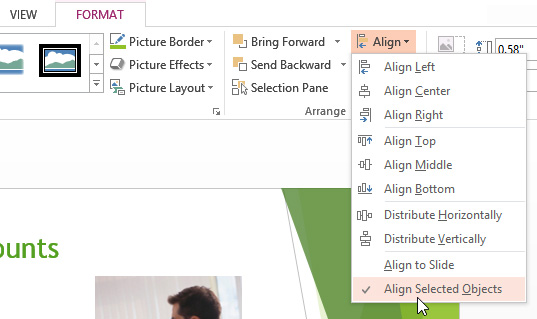 VIEW FORMAT
Picture Border
Picture Effects
Picture Layout
Bring Forward
Send Backward
Selection Pane
Arrange
Align
0.58"
Align Left
Align Center
Align Right
Align Top
Align Middle
Align Bottom
Distribute Horizontally
Distribute Vertically
Align to Slide
Align Selected Objects
ounts